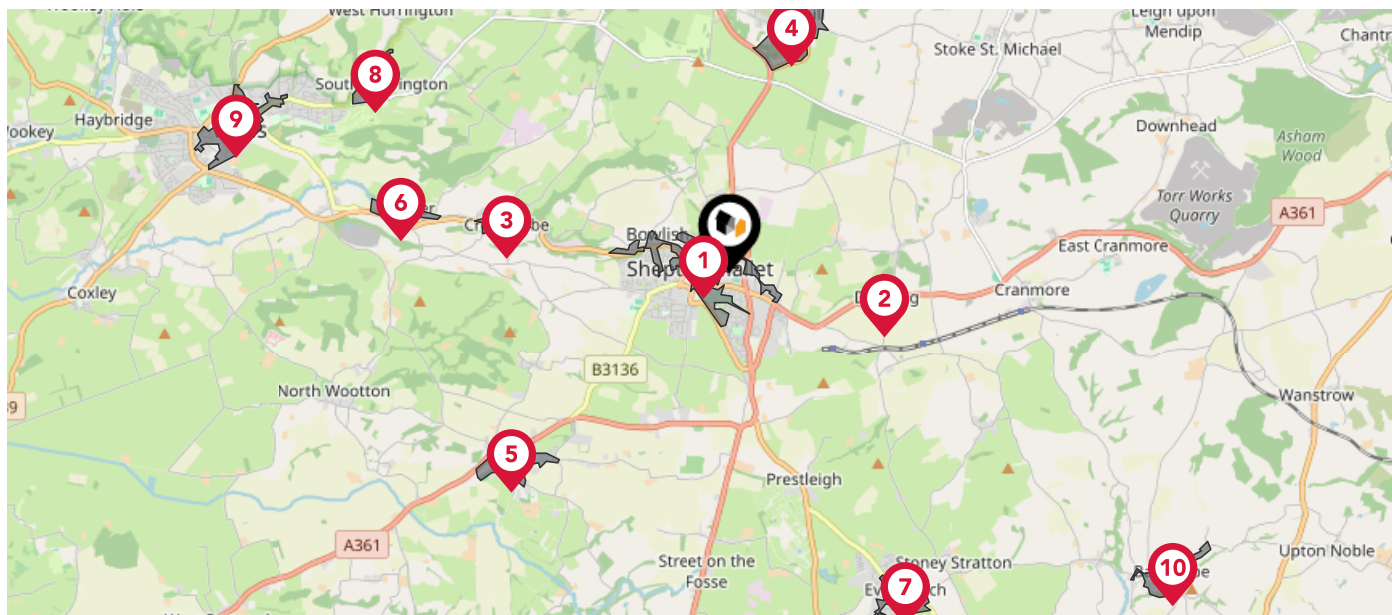 West Horrington
Leigh upon
Mendip
4
Stoke St. Michael
Chantr
8
Haybridge
9
Wookey
Downhead
Asham
Wood
Torr Works
Quarry
A361
6
3
Bowlish
East Cranmore
1
Coxley
Cranmore
2
B3136
North Wootton
Wanstrow
5
Prestleigh
A361
Upton Noble
Street on the
Fosse
Stoney Stratton
7
10